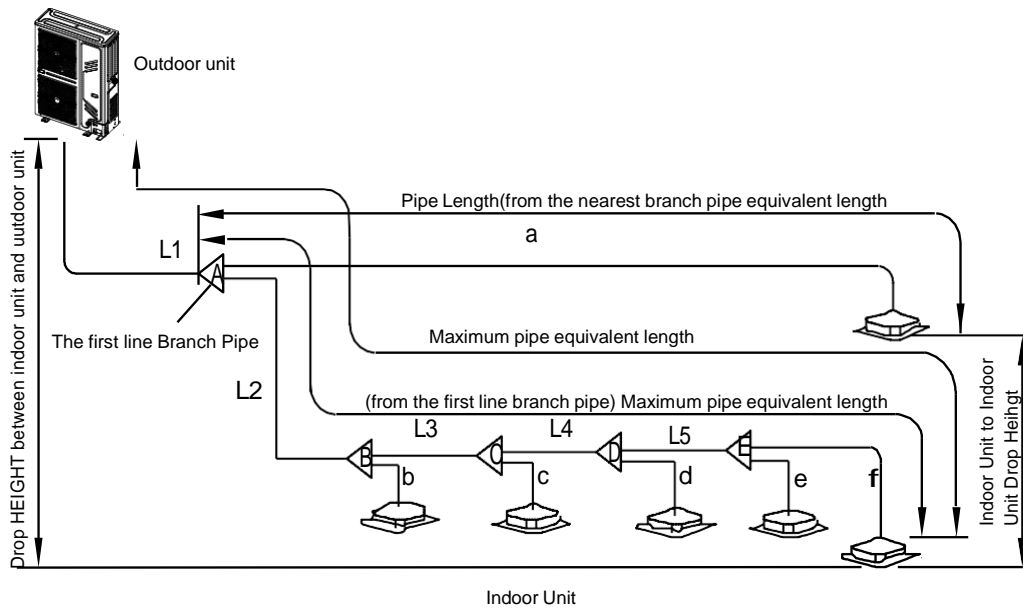 Outdoor unit
Drop HEIGHT between indoor unit and uutdoor unit
Pipe Length(from the nearest branch pipe equivalent length
a
L1
A
The first line Branch Pipe
Maximum pipe equivalent length
L2
(from the first line branch pipe) Maximum pipe equivalent length
L3
L4
L5
B
C
D
E
b
c
d
e
f
Indoor Unit to Indoor
Unit Drop Heihgt
Indoor Unit